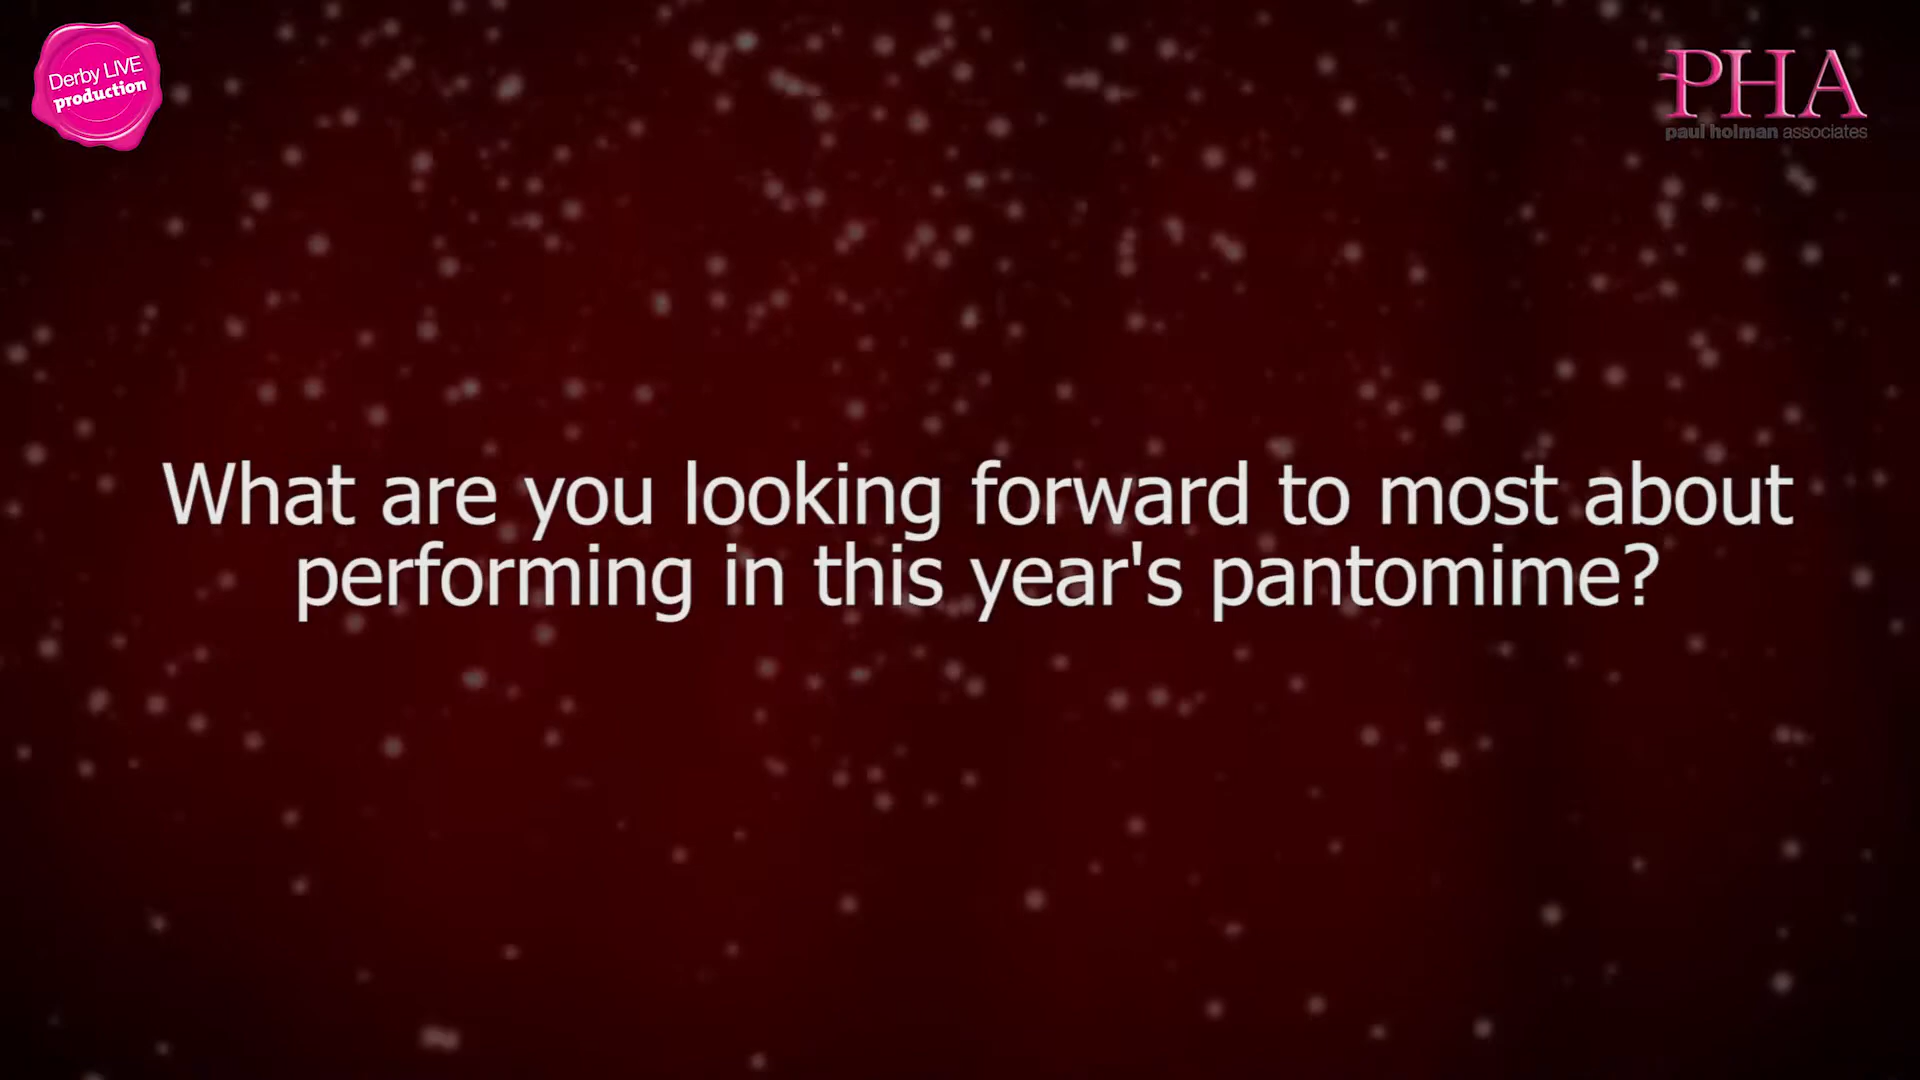 Derby LIVE
production
PHA
paul holman associates
What are you looking forward to most about
performing in this year's pantomime?